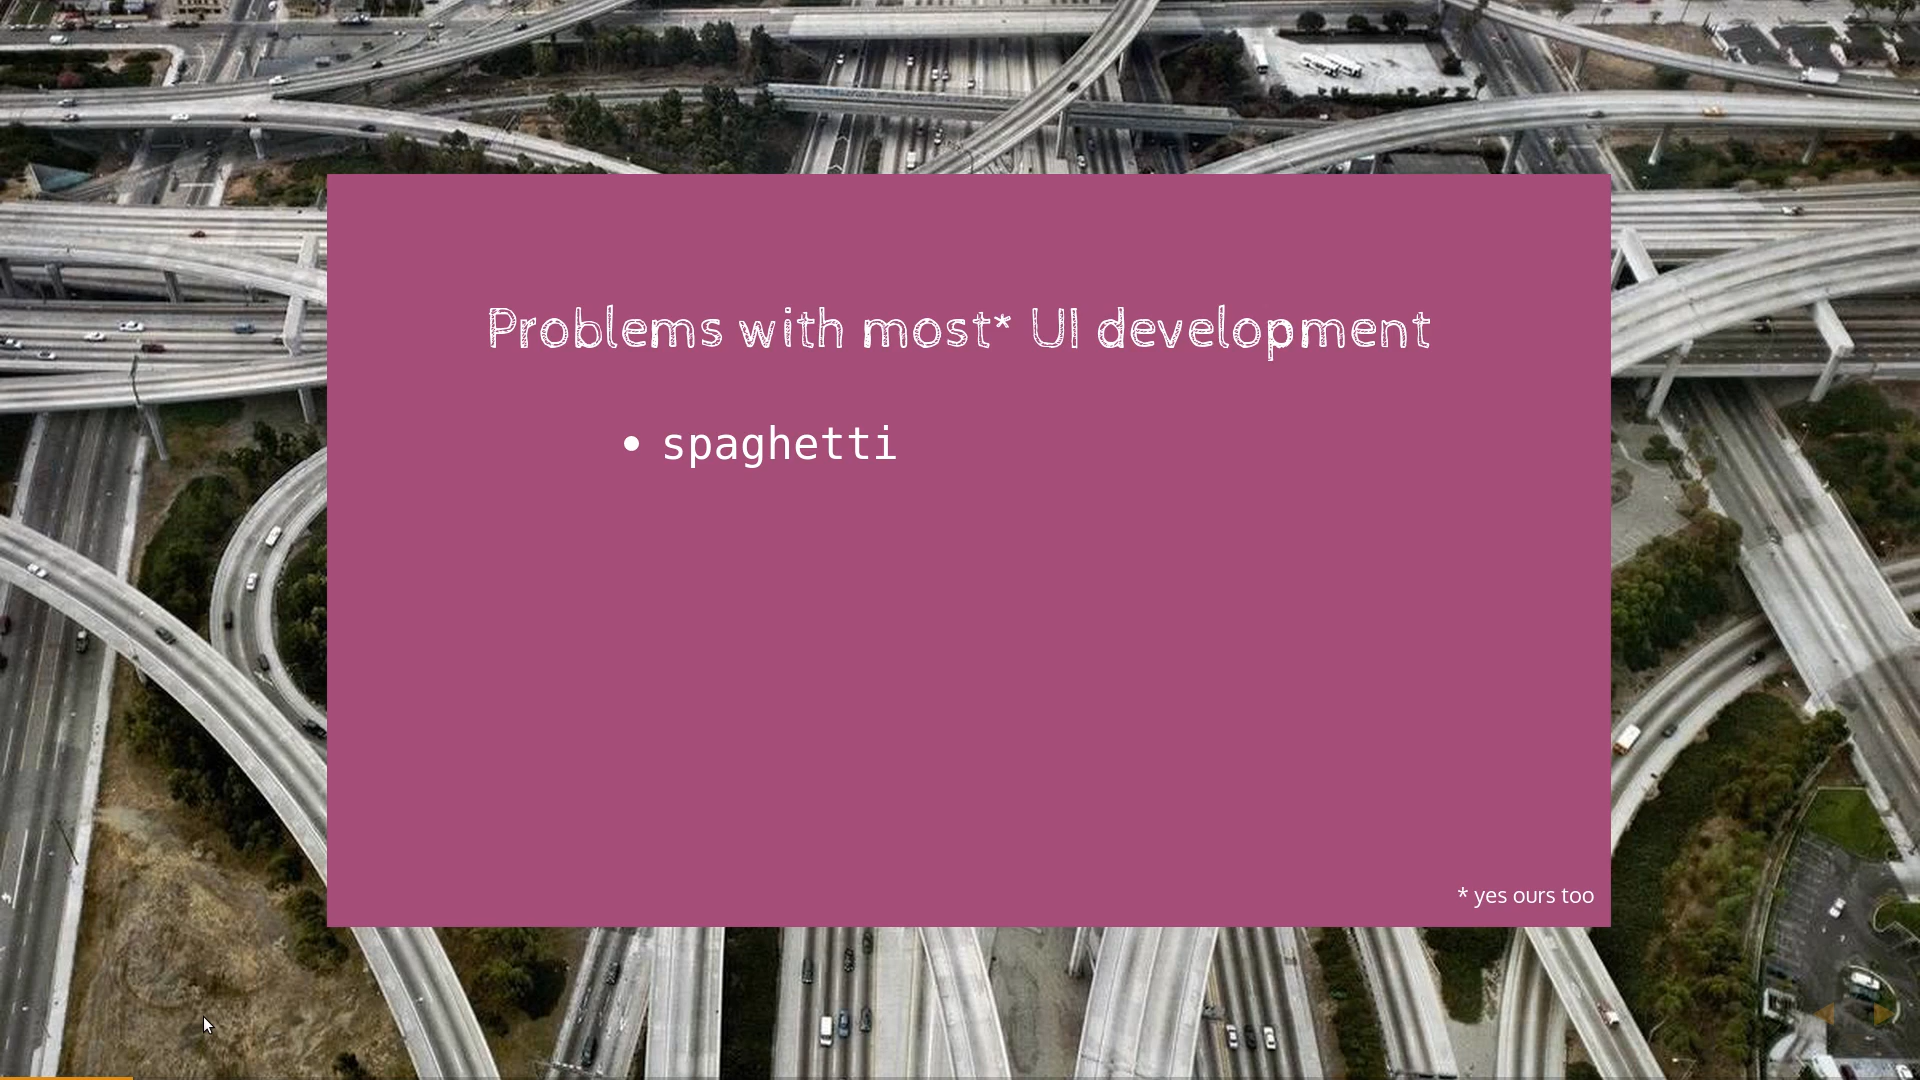 Problems with most* UI development
• spaghetti
* yes ours too